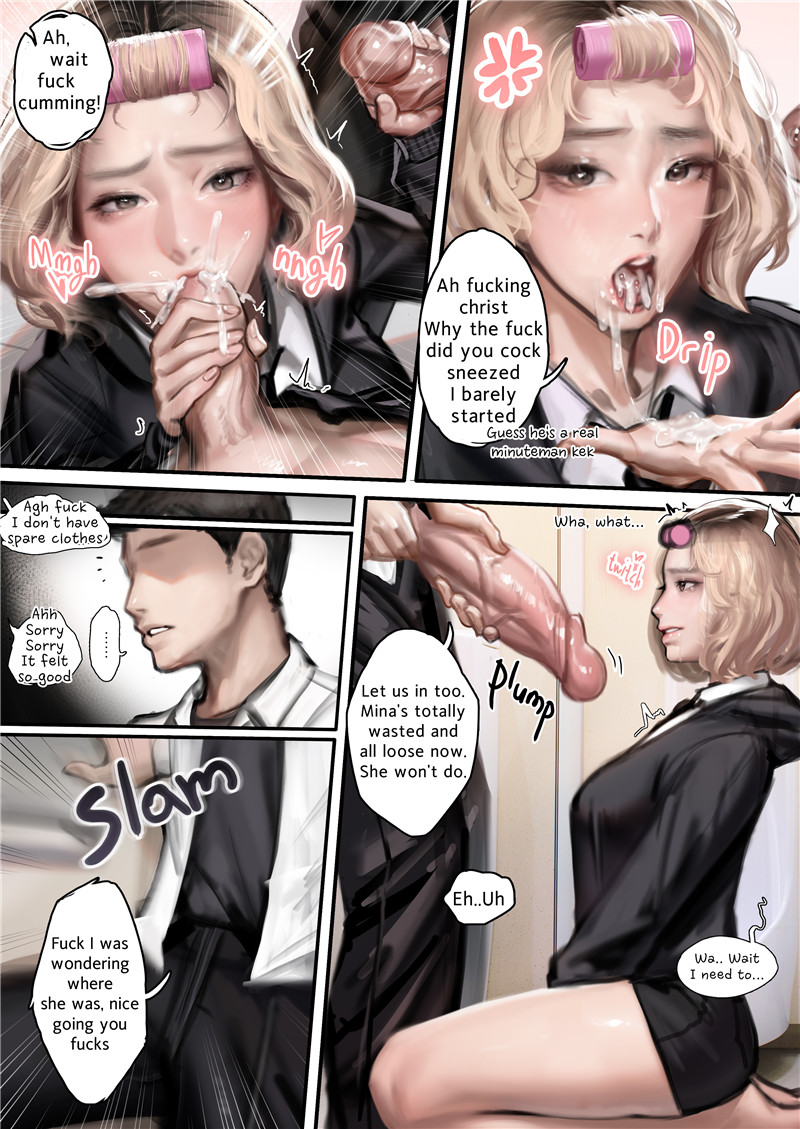 Ah,
wait
fuck
cumming!
Mmgh
nngh
Ah fucking
christ
Why the fuck
did you cock
sneezed
I barely
started
Guess he's a real
minuteman kek
Drip
Agh fuck
I don't have
spare clothes
Ahh
Sorry
Sorry
It felt
so good
......
Wha, what...
twitch
plump
Let us in too.
Mina's totally
wasted and
all loose now.
She won't do.
Eh..Uh
Wa.. Wait
I need to...
Slam
Fuck I was
wondering
where
she was, nice
going you
fucks